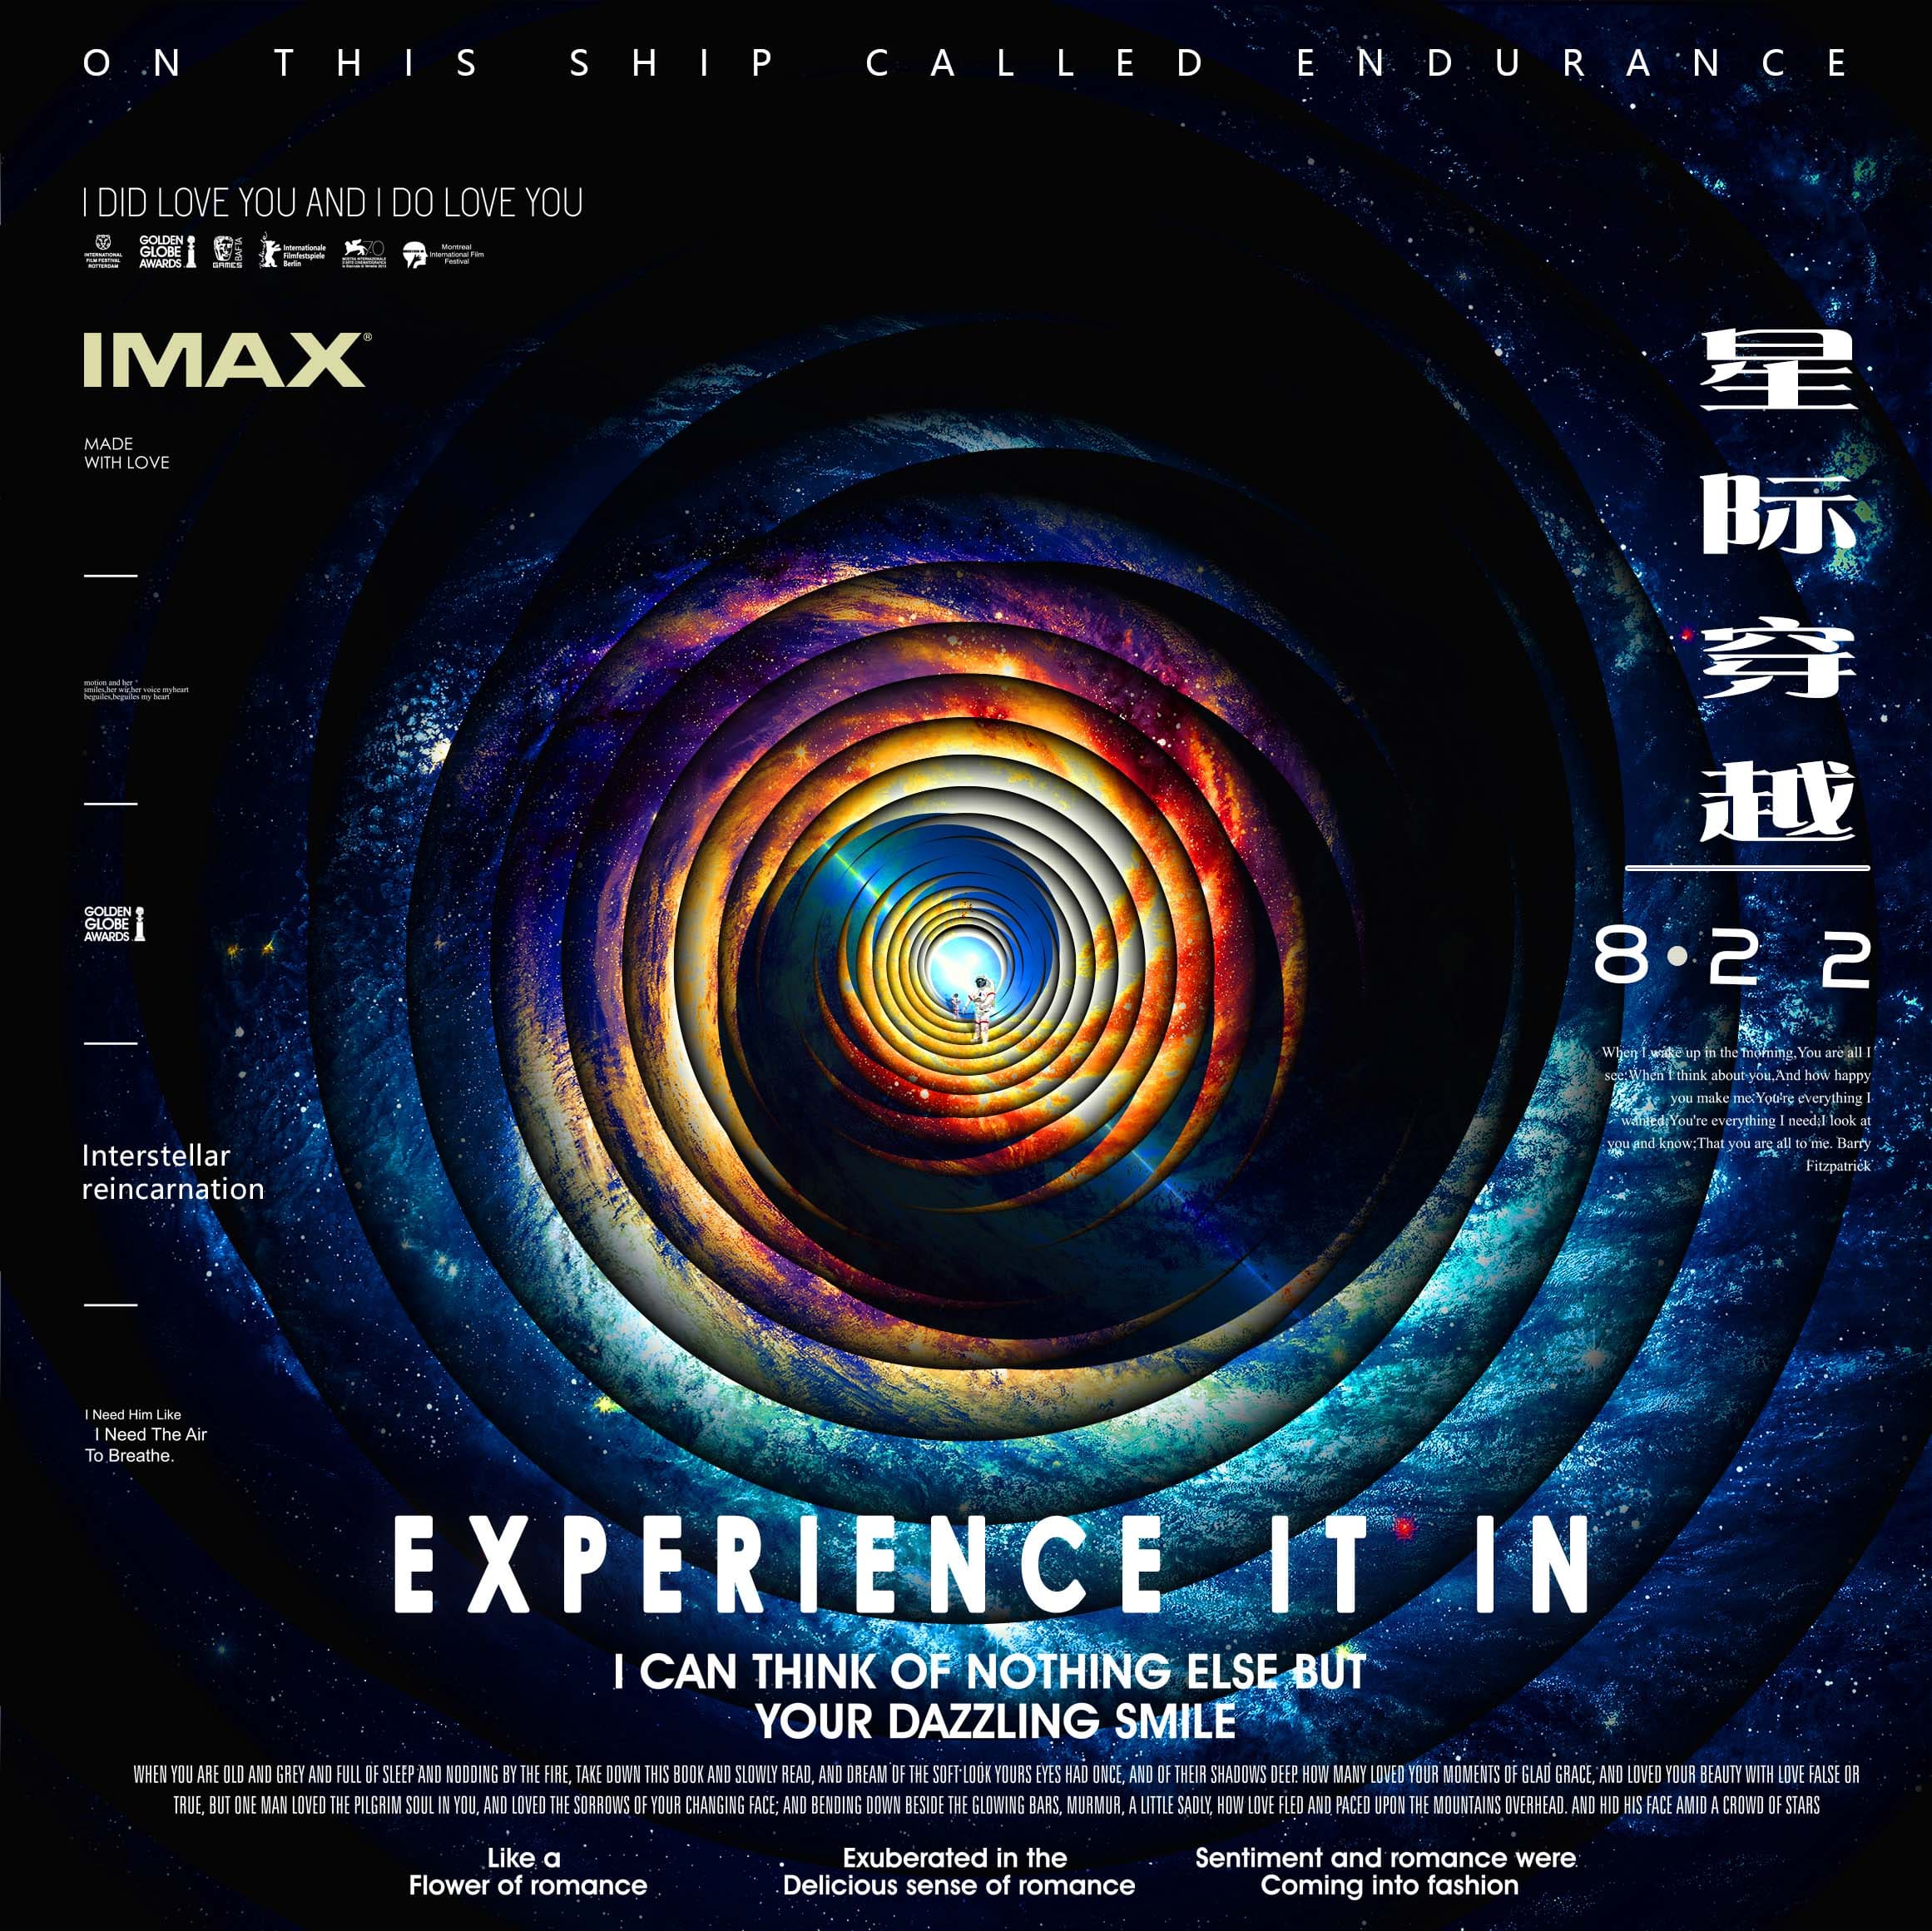 ON THIS SHIP CALLED ENDURANCE
I DID LOVE YOU AND I DO LOVE YOU
INTERNATIONAL
FILM FESTIVAL
ROTTERDAM
GOLDEN
GLOBE
AWARDS
BAFTA
GAMES
Internationale
Filmfestspiele
Berlin
70
Montreal
International Film
Festival
IMAX®
MADE
WITH LOVE
motion and her
smiles,her wit,her voice myheart
beguiles,beguiles my heart
GOLDEN
GLOBE
AWARDS
Interstellar
reincarnation
I Need Him Like
I Need The Air
To Breathe.
星际穿越
8•22
When I wake up in the morning,You are all I
see;When I think about you,And how happy
you make me.You're everything I
wanted;You're everything I need;I look at
you and know;That you are all to me. Barry
Fitzpatrick
EXPERIENCE IT IN
I CAN THINK OF NOTHING ELSE BUT
YOUR DAZZLING SMILE
WHEN YOU ARE OLD AND GREY AND FULL OF SLEEP AND NODDING BY THE FIRE, TAKE DOWN THIS BOOK AND SLOWLY READ, AND DREAM OF THE SOFT LOOK YOURS EYES HAD ONCE, AND OF THEIR SHADOWS DEEP. HOW MANY LOVED YOUR MOMENTS OF GLAD GRACE, AND LOVED YOUR BEAUTY WITH LOVE FALSE OR
TRUE, BUT ONE MAN LOVED THE PILGRIM SOUL IN YOU, AND LOVED THE SORROWS OF YOUR CHANGING FACE; AND BENDING DOWN BESIDE THE GLOWING BARS, MURMUR, A LITTLE SADLY, HOW LOVE FLED AND PACED UPON THE MOUNTAINS OVERHEAD. AND HID HIS FACE AMID A CROWD OF STARS
Like a
Flower of romance
Exuberated in the
Delicious sense of romance
Sentiment and romance were
Coming into fashion